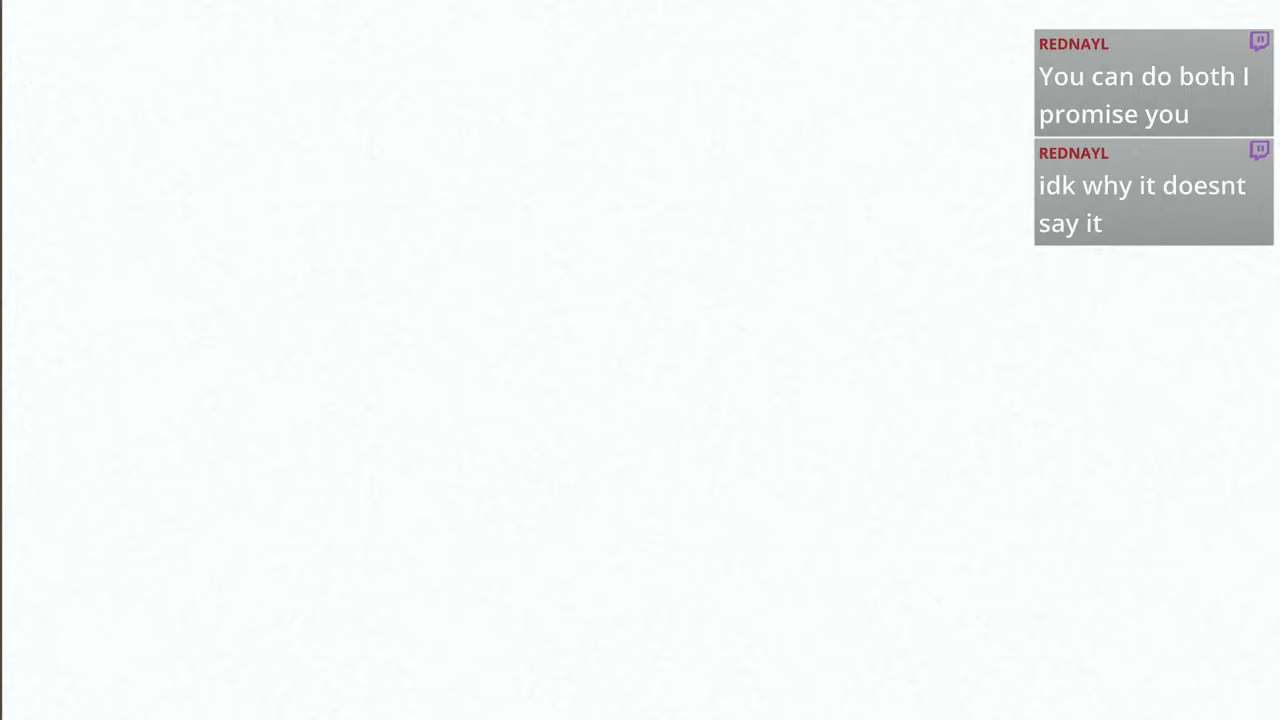 REDNAYL
You can do both I
promise you
REDNAYL
idk why it doesnt
say it